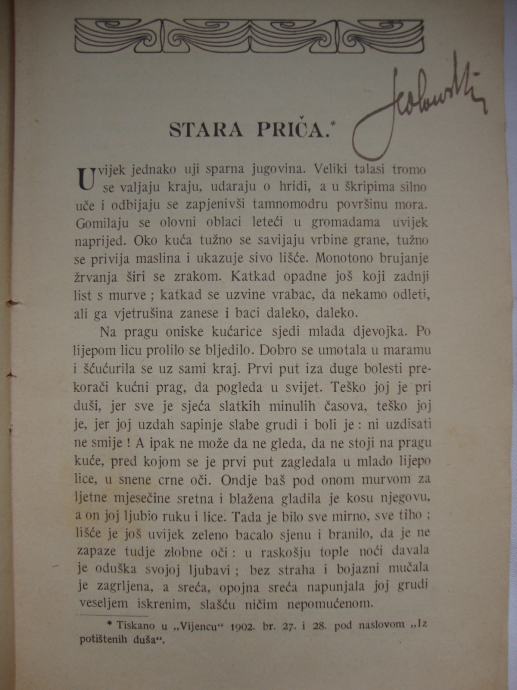 STARA PRIČA.*
Uvijek jednako uji sparna jugovina. Veliki talasi tromo
se valjaju kraju, udaraju o hridi, a u škripima silno
uče i odbijaju se zapjenivši tamnomodru površinu mora.
Gomilaju se olovni oblaci leteći u gromadama uvijek
naprijed. Oko kuća tužno se savijaju vrbine grane, tužno
se privija maslina i ukazuje sivo lišće. Monotono brujanje
žrvanja širi se zrakom. Katkad opadne još koji zadnji
list s murve ; katkad se uzvine vrabac, da nekamo odleti,
ali ga vjetrušina zanese i baci daleko, daleko.
Na pragu oniske kućarice sjedi mlada djevojka. Po
lijepom licu prolilo se bljedilo. Dobro se umotala u maramu
i šćućurila se uz sami kraj. Prvi put iza duge bolesti pre-
korači kućni prag, da pogleda u svijet. Teško joj je pri
duši, jer sve je sjeća slatkih minulih časova, teško joj
je, jer joj uzdah sapinje slabe grudi i boli je : ni uzdisati
ne smije ! A ipak ne može da ne gleda, da ne stoji na pragu
kuće, pred kojom se je prvi put zagledala u mlado lijepo
lice, u snene crne oči. Ondje baš pod onom murvom za
ljetne mjesečine sretna i blažena gladila je kosu njegovu,
a on joj ljubio ruku i lice. Tada je bilo sve mirno, sve tiho ;
lišće je još uvijek zeleno bacalo sjenu i branilo, da je ne
zapaze tudje zlobne oči : u raskošju tople noći davala
je oduška svojoj ljubavi ; bez straha i bojazni mučala
je zagrljena, a sreća, opojna sreća napunjala joj grudi
veseljem iskrenim, slašću ničim nepomućenom.
* Tiskano u „Vijencu“ 1902. br. 27. i 28. pod naslovom „Iz
potištenih duša“.